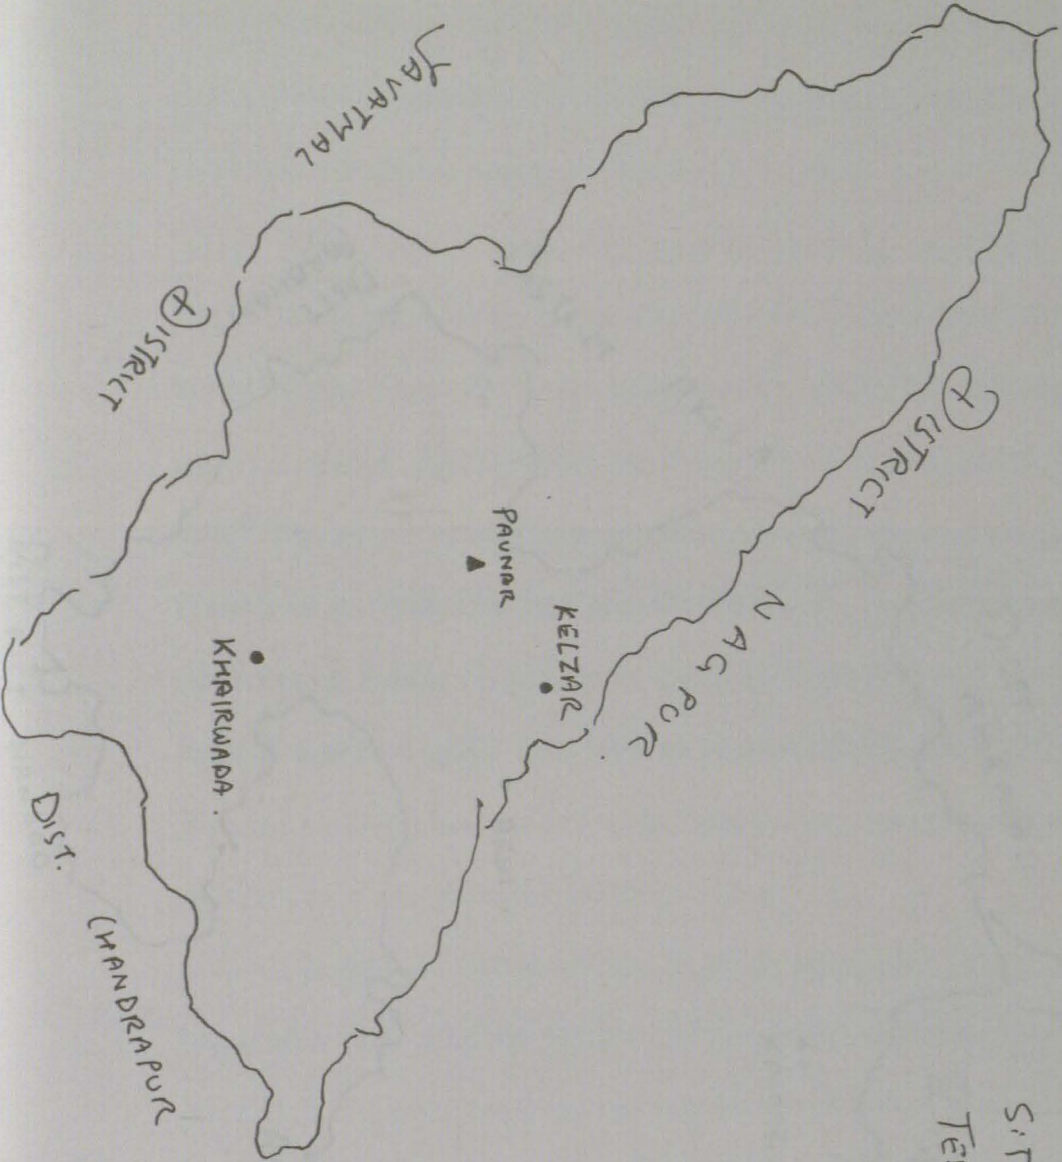 YAVATMAL
DISTRICT
DISTRICT
NAGPUR
PAUNAR
KELZAR
KHAIRWADA.
DIST.
CHANDRAPUR